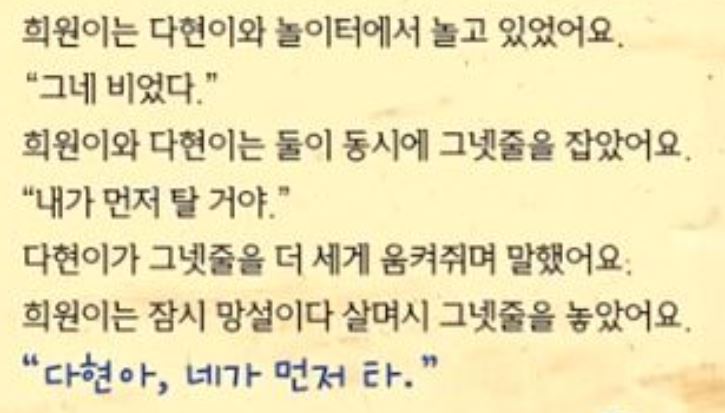 희원이는 다현이와 놀이터에서 놀고 있었어요.
“그네 비었다.”
희원이와 다현이는 둘이 동시에 그넷줄을 잡았어요.
“내가 먼저 탈 거야.”
다현이가 그넷줄을 더 세게 움켜쥐며 말했어요.
희원이는 잠시 망설이다 살며시 그넷줄을 놓았어요.
“다현아, 네가 먼저 타.”